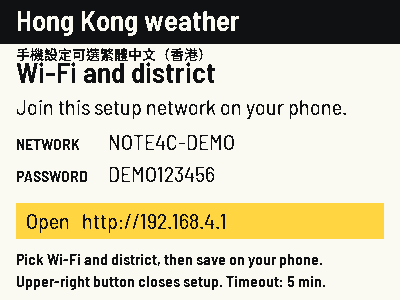 Hong Kong weather
手機設定可選繁體中文（香港）
Wi-Fi and district
Join this setup network on your phone.
NETWORK NOTE4C-DEMO
PASSWORD DEMO123456
Open http://192.168.4.1
Pick Wi-Fi and district, then save on your phone.
Upper-right button closes setup. Timeout: 5 min.